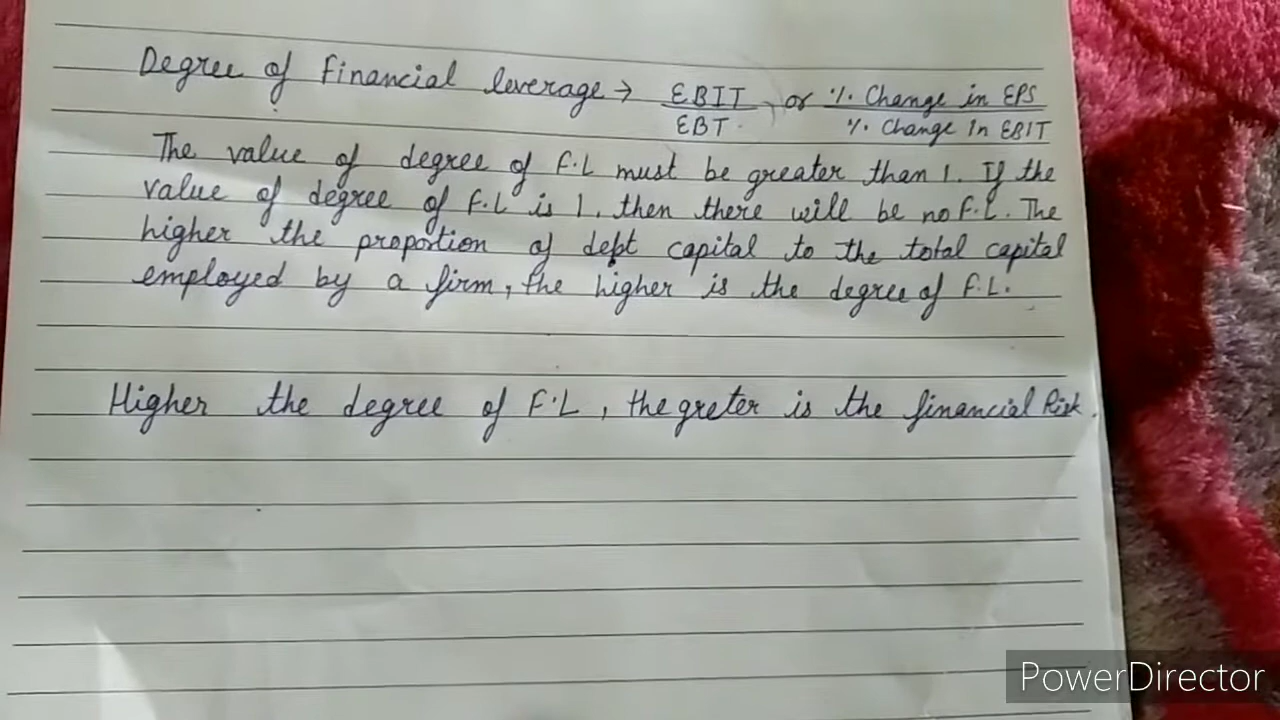 Degree of Financial leverage → EBIT / EBT or % Change in EPS / % Change In EBIT
The value of degree of F.L must be greater than 1. If the
value of degree of F.L is 1, then there will be no F.L. The
higher the proportion of dept capital to the total capital
employed by a firm, the higher is the degree of F.L.
Higher the degree of F.L, the greter is the financial Risk.
PowerDirector